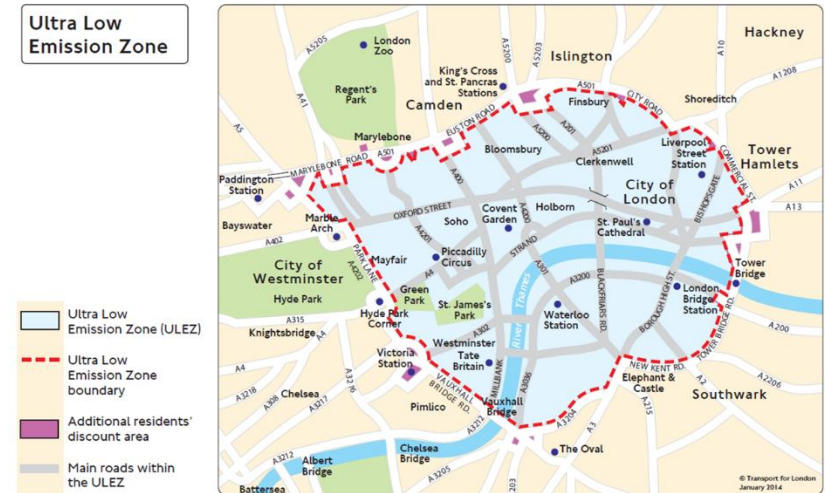 Ultra Low
Emission Zone
Ultra Low
Emission Zone (ULEZ)
Ultra Low
Emission Zone
boundary
Additional residents'
discount area
Main roads within
the ULEZ
A5205
London
Zoo
A41
Regent's
Park
A5
Camden
Marylebone
MARYLEBONE ROAD
A501
EUSTON ROAD
A5200
A5203
King's Cross
and St. Pancras
Stations
Islington
A501
CITY ROAD
Finsbury
A10
Hackney
A1208
Shoreditch
Tower
Hamlets
Liverpool
Street
Station
COMMERCIAL ST.
A11
A13
BISHOPSGATE
Bloomsbury
A5200
A201
A5201
Clerkenwell
City of
London
Paddington
Station
Bayswater
Marble
Arch
A402
OXFORD STREET
A400
Soho
Covent
Garden
A4200
Holborn
St. Paul's
Cathedral
City of
Westminster
Hyde Park
PARK LANE
A4202
Mayfair
A4201
Piccadilly
Circus
STRAND
A4
A301
A3200
BLACKFRIARS RD.
Tower
Bridge
Green
Park
St. James's
Park
River Thames
Waterloo
Station
BOROUGH HIGH ST.
London
Bridge
Station
TOWER BRIDGE RD.
A200
Hyde Park
Corner
A315
Knightsbridge
A4
A302
Westminster
Tate
Britain
Victoria
Station
VAUXHALL
BRIDGE RD.
MILLBANK
A3036
NEW KENT RD.
Elephant &
Castle
A2
A2206
Southwark
A4
A3218
A308
A3217
Chelsea
A3216
Pimlico
Vauxhall
Bridge
A3212
A3204
A3
A215
The Oval
A3212
Albert
Bridge
Chelsea
Bridge
A3205
Battersea
A202
A203
© Transport for London
January 2014